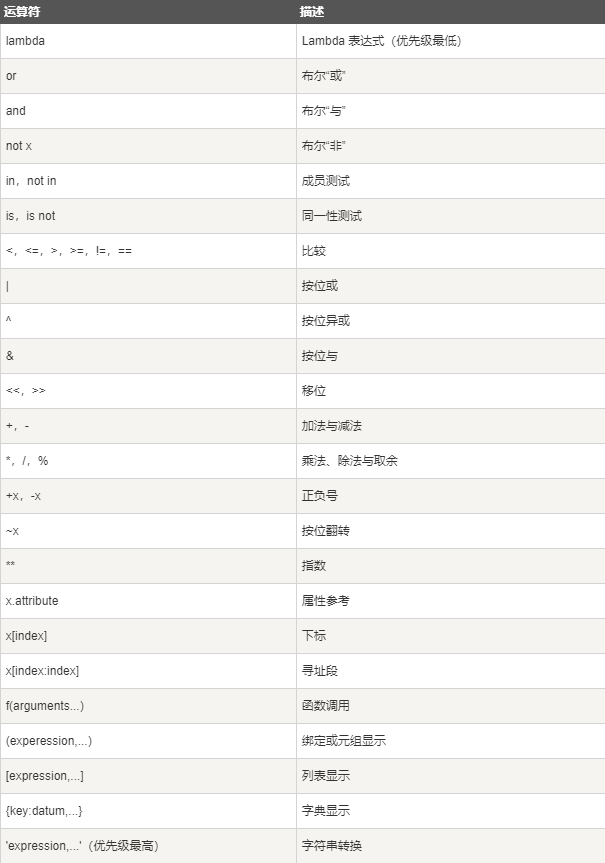 运算符 描述
lambda Lambda 表达式（优先级最低）
or 布尔“或”
and 布尔“与”
not x 布尔“非”
in，not in 成员测试
is，is not 同一性测试
<，<=，>，>=，!=，== 比较
| 按位或
^ 按位异或
& 按位与
<<，>> 移位
+，- 加法与减法
*，/，% 乘法、除法与取余
+x，-x 正负号
~x 按位翻转
** 指数
x.attribute 属性参考
x[index] 下标
x[index:index] 寻址段
f(arguments...) 函数调用
(experession,...) 绑定或元组显示
[expression,...] 列表显示
{key:datum,...} 字典显示
'expression,...'（优先级最高） 字符串转换